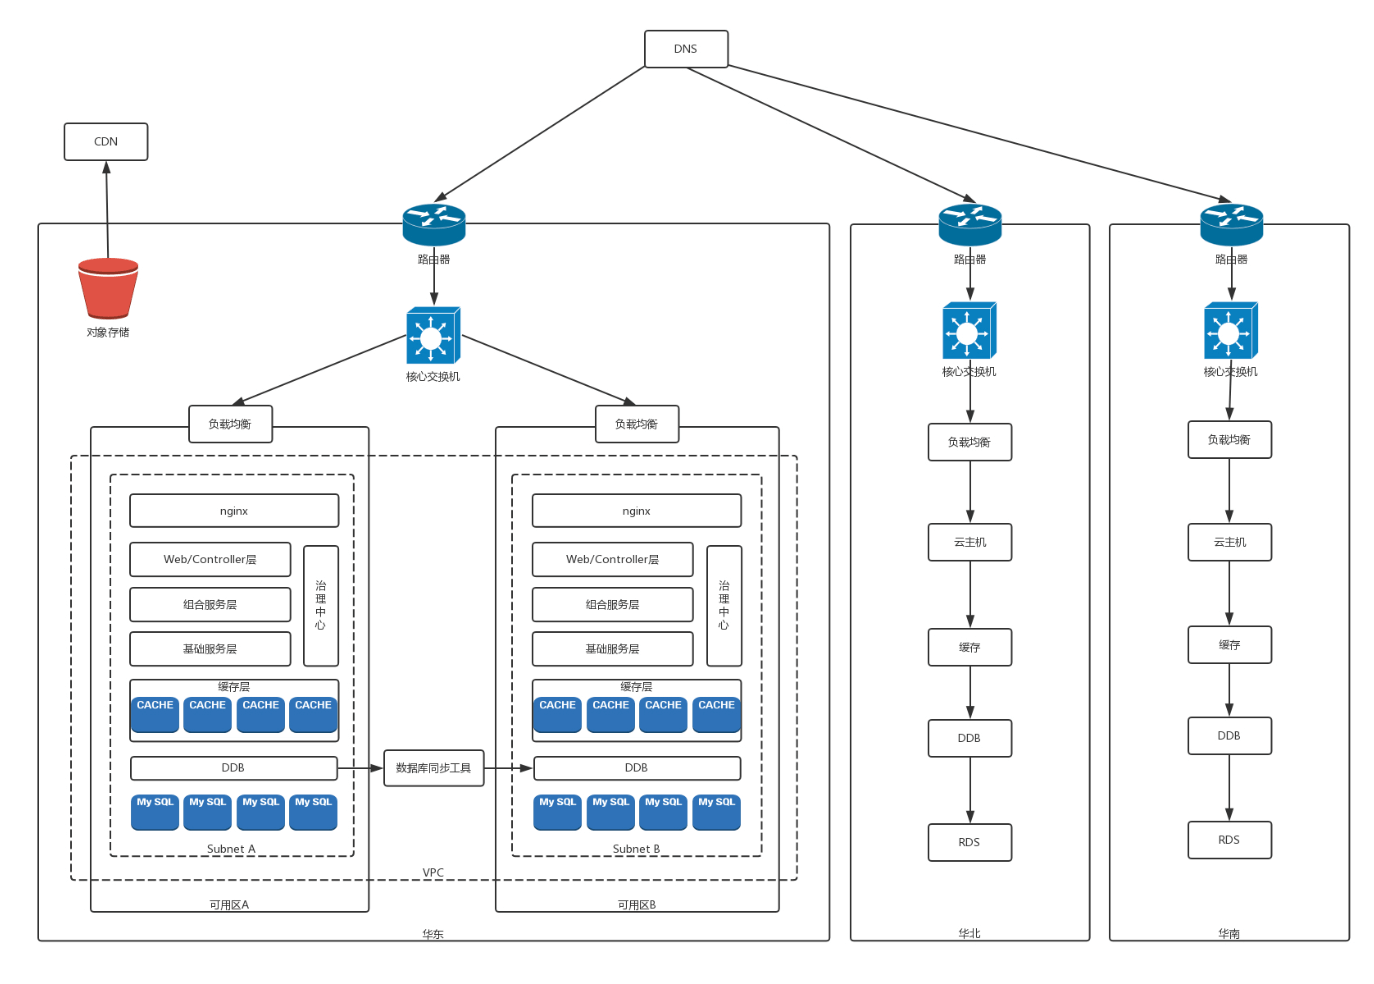 DNS
CDN
对象存储
路由器
核心交换机
负载均衡
负载均衡
nginx
Web/Controller层
组合服务层
基础服务层
治理中心
缓存层
CACHE
CACHE
CACHE
CACHE
DDB
My SQL
My SQL
My SQL
My SQL
Subnet A
可用区A
数据库同步工具
nginx
Web/Controller层
组合服务层
基础服务层
治理中心
缓存层
CACHE
CACHE
CACHE
CACHE
DDB
My SQL
My SQL
My SQL
My SQL
Subnet B
可用区B
VPC
华东
路由器
核心交换机
负载均衡
云主机
缓存
DDB
RDS
华北
路由器
核心交换机
负载均衡
云主机
缓存
DDB
RDS
华南